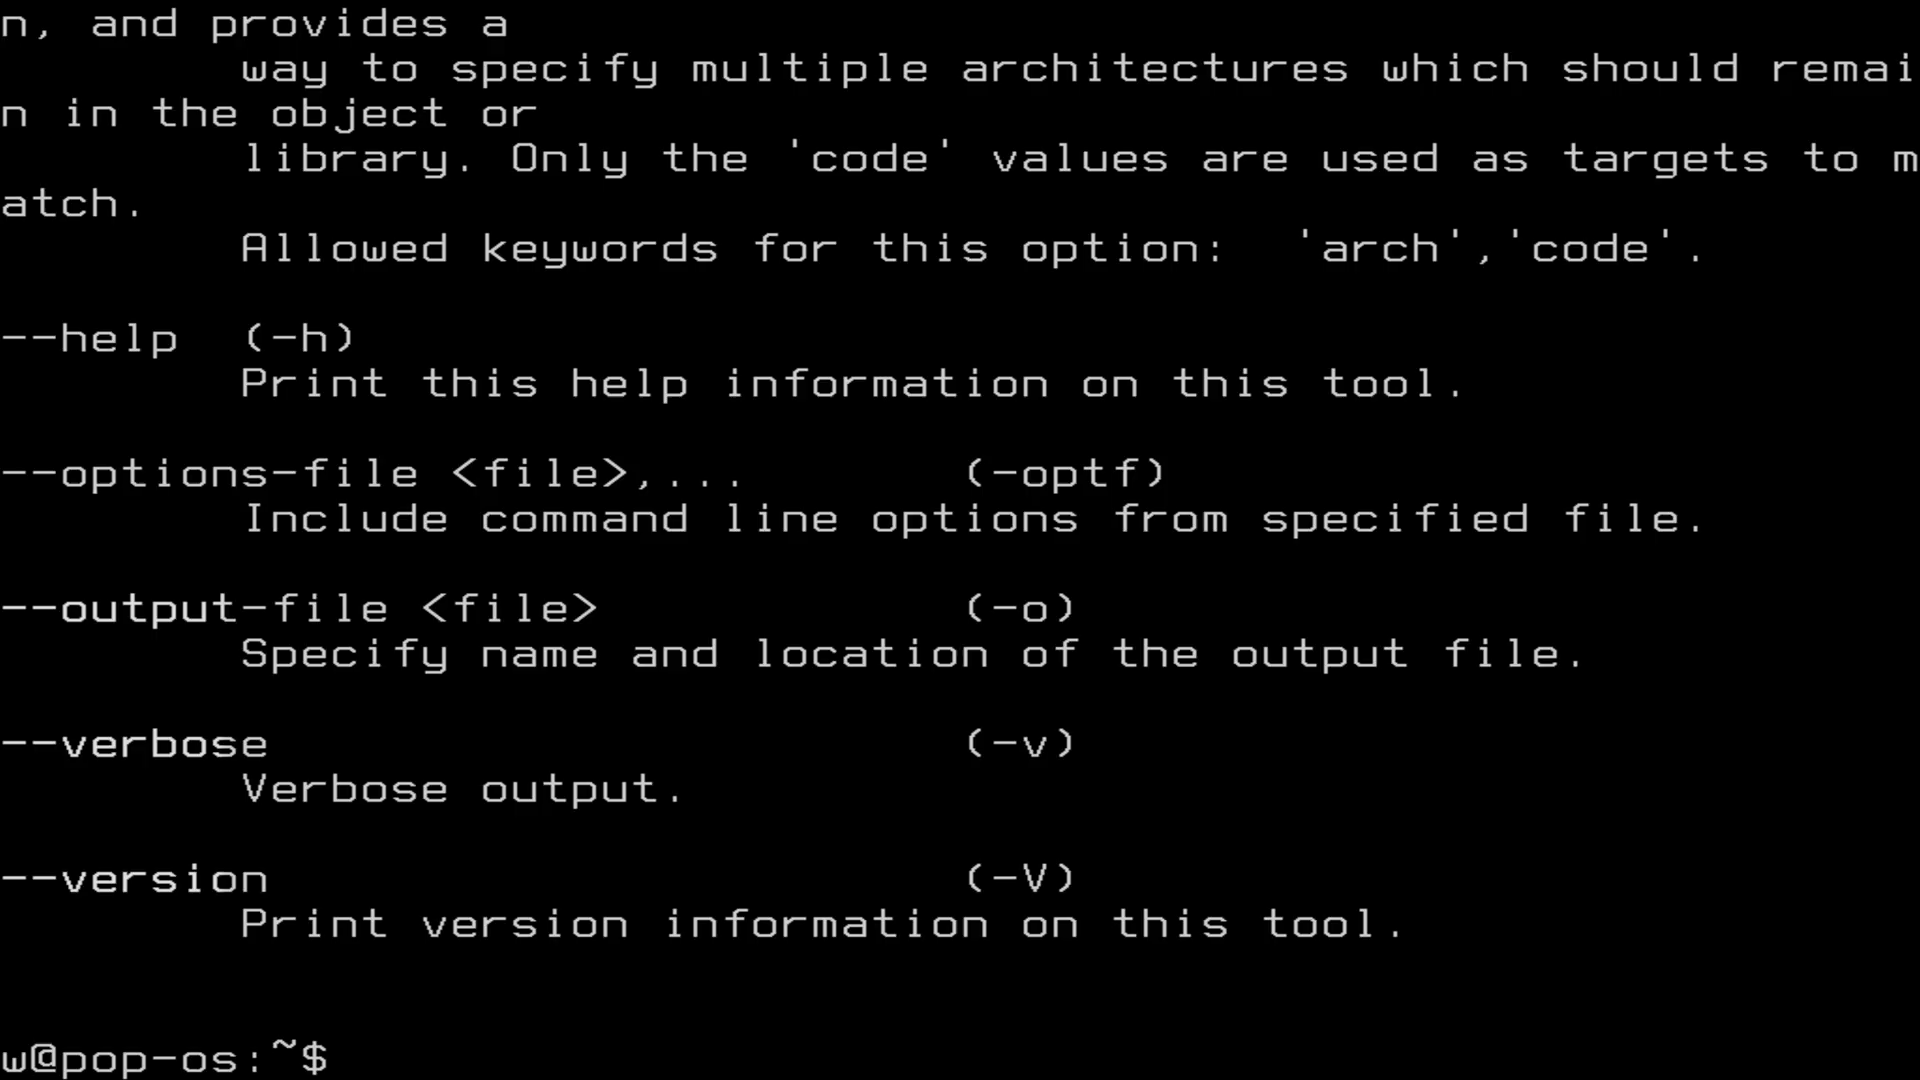 n, and provides a
        way to specify multiple architectures which should remai
n in the object or
        library. Only the 'code' values are used as targets to m
atch.
        Allowed keywords for this option:  'arch','code'.

--help  (-h)
        Print this help information on this tool.

--options-file <file>,...       (-optf)
        Include command line options from specified file.

--output-file <file>            (-o)
        Specify name and location of the output file.

--verbose                       (-v)
        Verbose output.

--version                       (-V)
        Print version information on this tool.


w@pop-os:~$